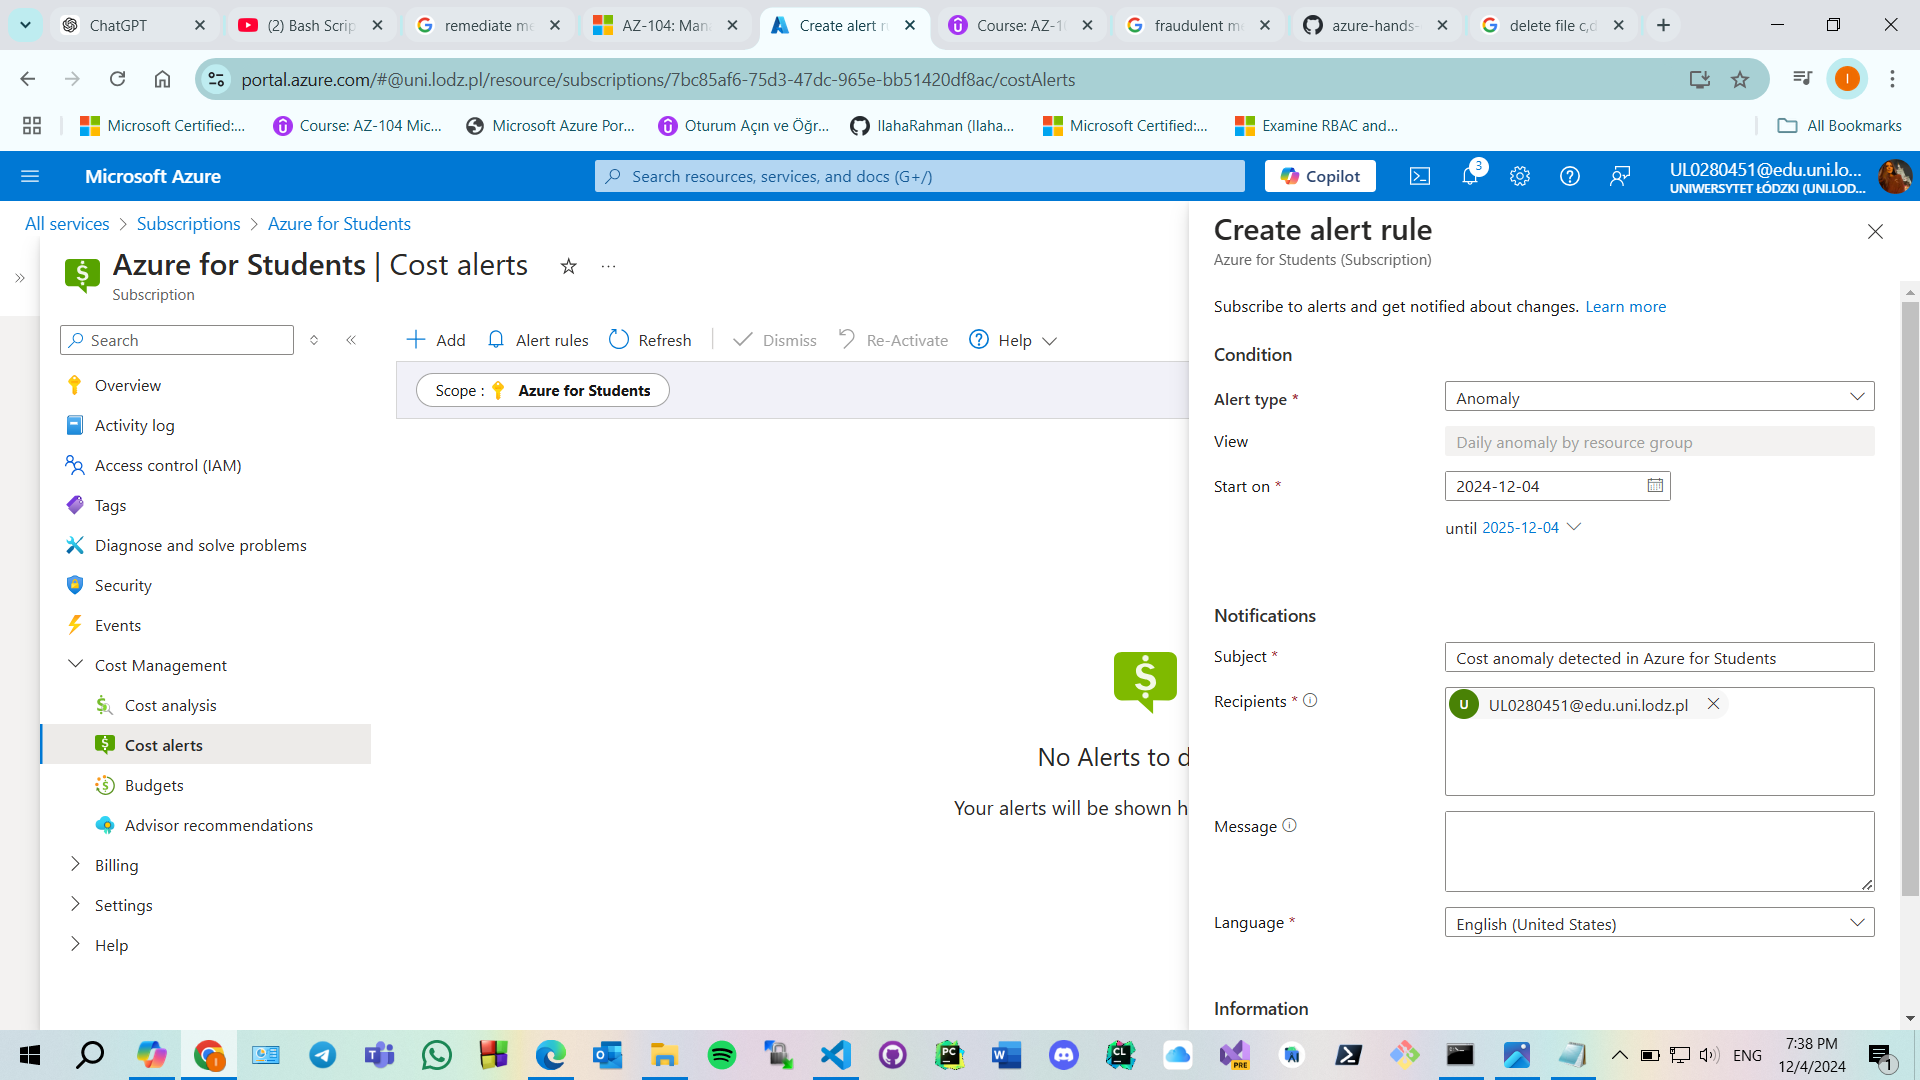 ChatGPT
(2) Bash Scrip
remediate me
AZ-104: Mana
Create alert ru
Course: AZ-10
fraudulent me
azure-hands-
delete file c,d
portal.azure.com/#@uni.lodz.pl/resource/subscriptions/7bc85af6-75d3-47dc-965e-bb51420df8ac/costAlerts
I
Microsoft Certified:...
Course: AZ-104 Mic...
Microsoft Azure Por...
Oturum Açın ve Öğr...
IlahaRahman (Ilaha...
Microsoft Certified:...
Examine RBAC and...
All Bookmarks
Microsoft Azure
Search resources, services, and docs (G+/)
Copilot
3
UL0280451@edu.uni.lo...
UNIWERSYTET ŁÓDZKI (UNI.LOD...
All services
Subscriptions
Azure for Students
Azure for Students | Cost alerts
...
Subscription
Search
Overview
Activity log
Access control (IAM)
Tags
Diagnose and solve problems
Security
Events
Cost Management
Cost analysis
Cost alerts
Budgets
Advisor recommendations
Billing
Settings
Help
Add
Alert rules
Refresh
Dismiss
Re-Activate
Help
Scope : Azure for Students
No Alerts to d
Your alerts will be shown h
Create alert rule
Azure for Students (Subscription)
Subscribe to alerts and get notified about changes. Learn more
Condition
Alert type *
Anomaly
View
Daily anomaly by resource group
Start on *
2024-12-04
until 2025-12-04
Notifications
Subject *
Cost anomaly detected in Azure for Students
Recipients *
U
UL0280451@edu.uni.lodz.pl
Message
Language *
English (United States)
Information
PC
CL
PRE
ENG
7:38 PM
12/4/2024
1